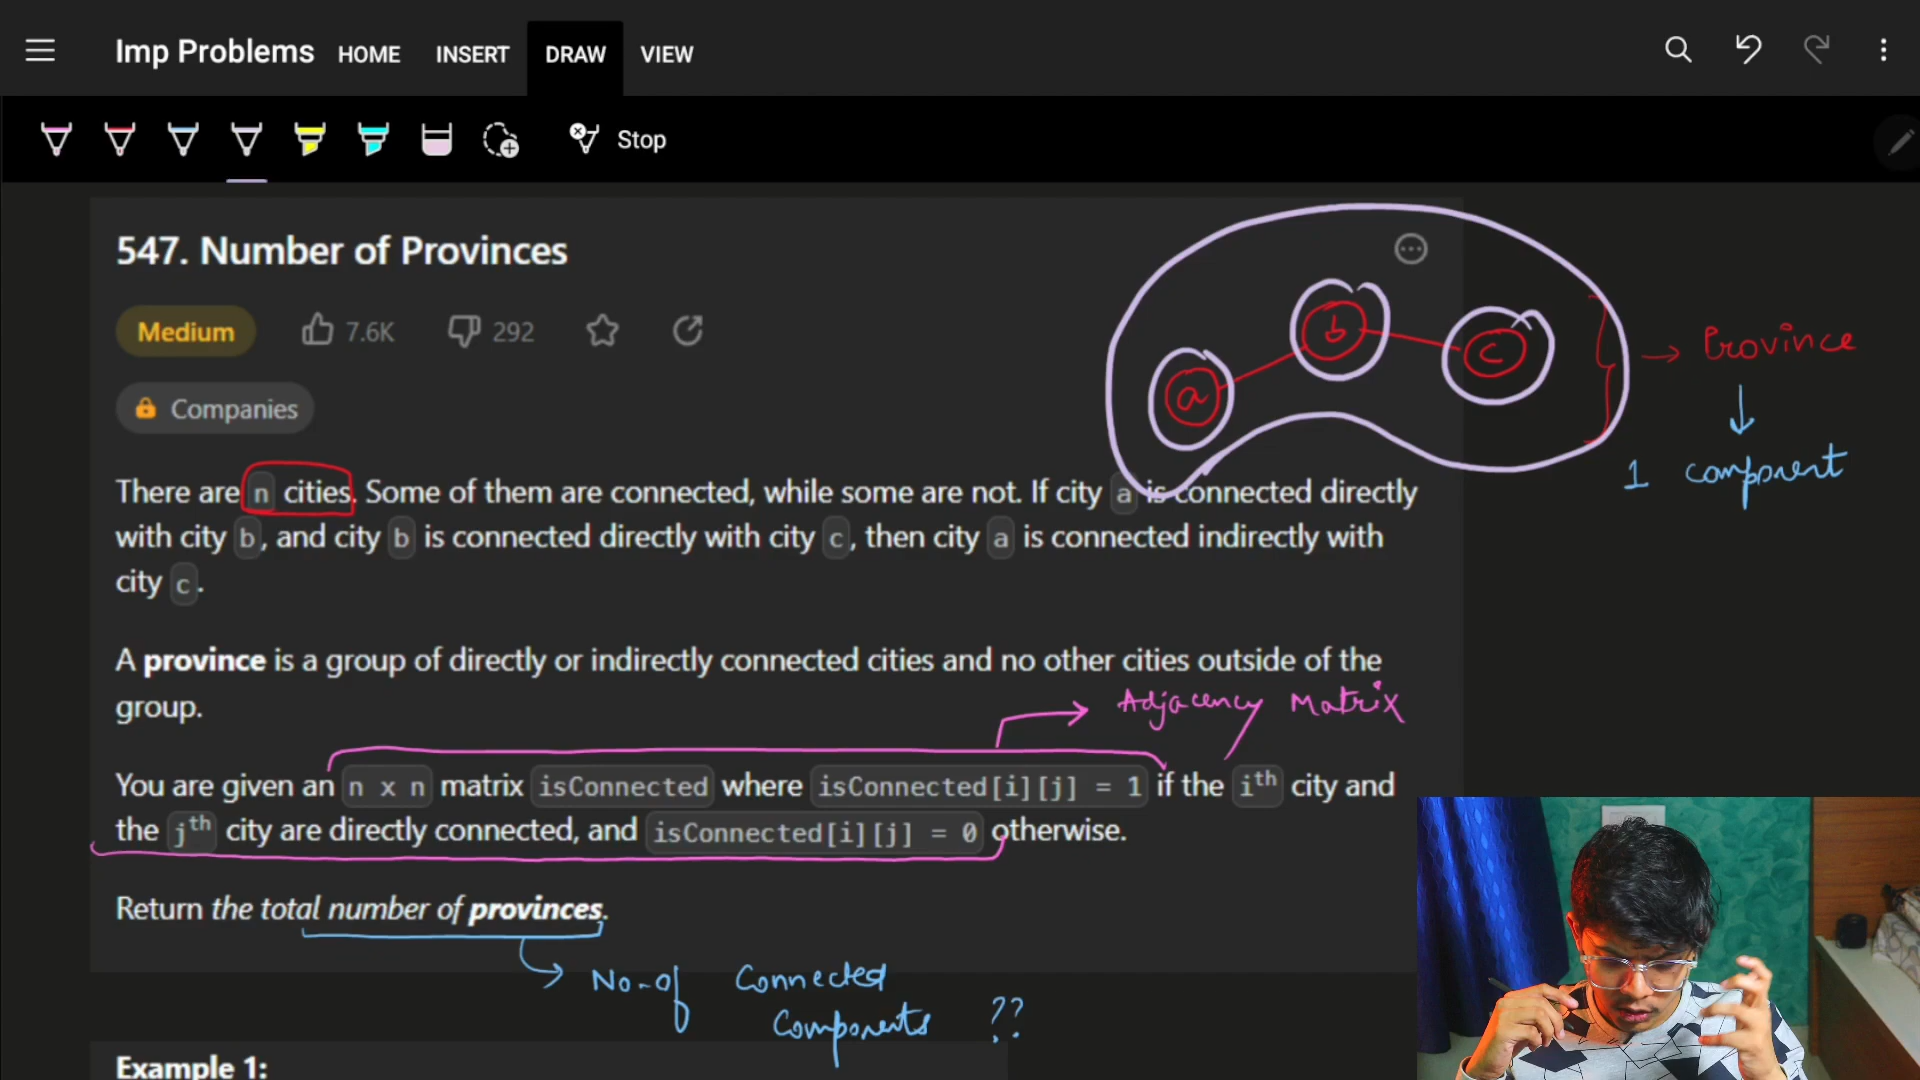 Imp Problems HOME INSERT DRAW VIEW
Stop
547. Number of Provinces
Medium 7.6K 292
Companies
a b c
→ Province
↓
1 component
There are n cities. Some of them are connected, while some are not. If city a is connected directly
with city b, and city b is connected directly with city c, then city a is connected indirectly with
city c.
A province is a group of directly or indirectly connected cities and no other cities outside of the
group.
Adjacency Matrix
You are given an n x n matrix isConnected where isConnected[i][j] = 1 if the iᵗʰ city and
the jᵗʰ city are directly connected, and isConnected[i][j] = 0 otherwise.
Return the total number of provinces.
No-of Connected
Components ??
Example 1: